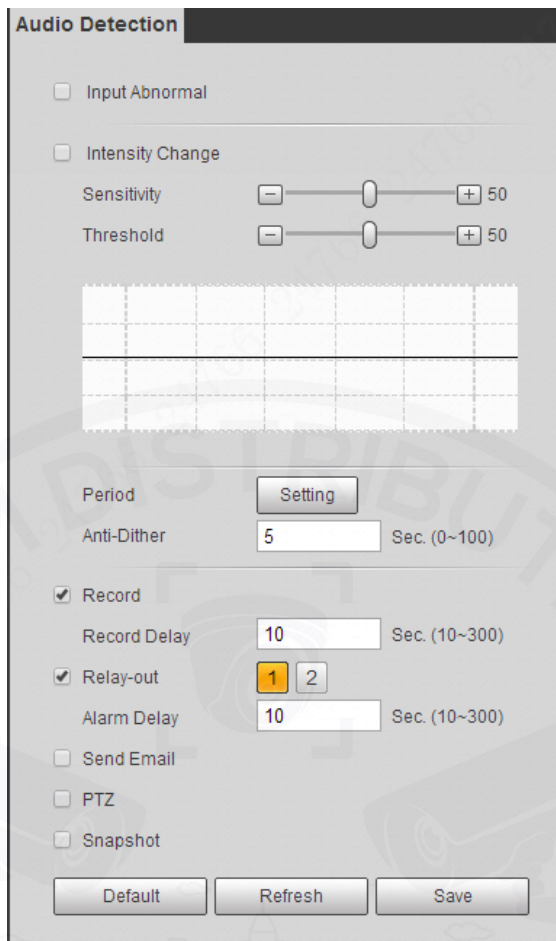 Audio Detection
Input Abnormal
Intensity Change
Sensitivity 50
Threshold 50
Period Setting
Anti-Dither 5 Sec. (0~100)
Record
Record Delay 10 Sec. (10~300)
Relay-out 1 2
Alarm Delay 10 Sec. (10~300)
Send Email
PTZ
Snapshot
Default Refresh Save